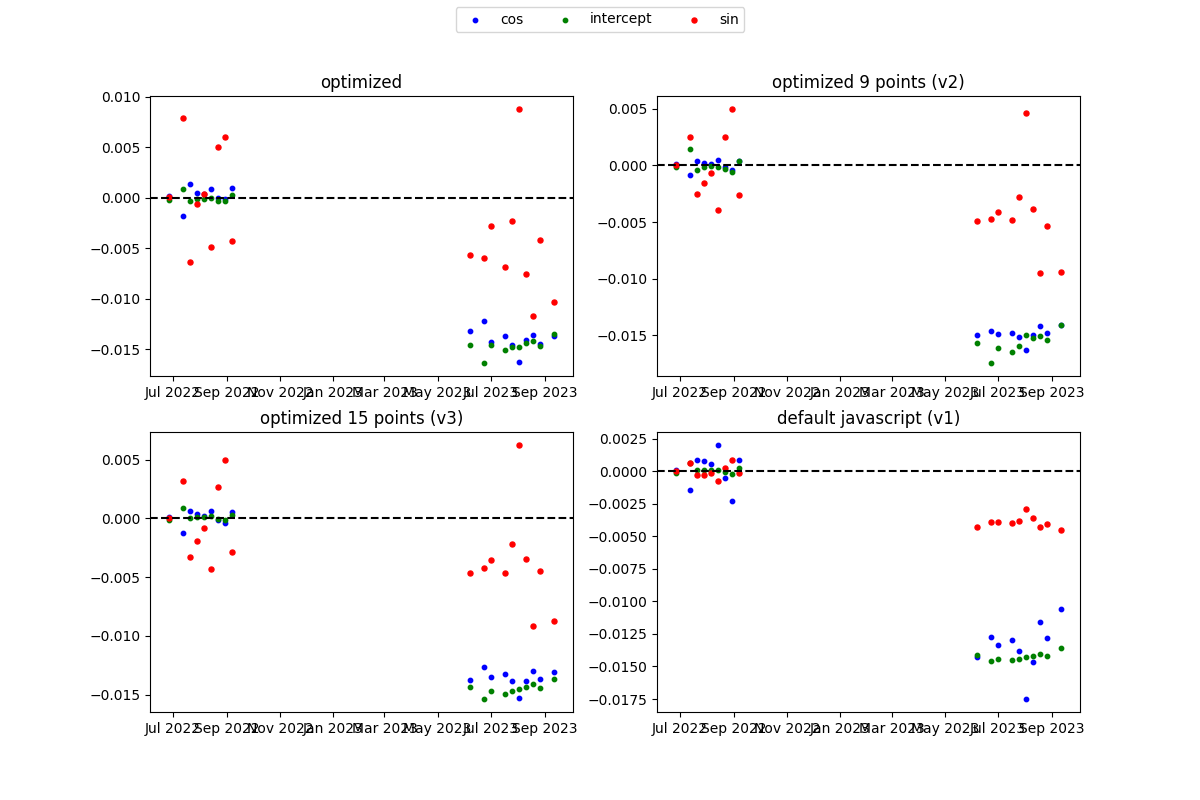 cos intercept sin
optimized
0.010
0.005
0.000
−0.005
−0.010
−0.015
Jul 2022 Sep 2022 Nov 2022 Jan 2023 Mar 2023 May 2023 Jul 2023 Sep 2023
optimized 9 points (v2)
0.005
0.000
−0.005
−0.010
−0.015
Jul 2022 Sep 2022 Nov 2022 Jan 2023 Mar 2023 May 2023 Jul 2023 Sep 2023
optimized 15 points (v3)
0.005
0.000
−0.005
−0.010
−0.015
Jul 2022 Sep 2022 Nov 2022 Jan 2023 Mar 2023 May 2023 Jul 2023 Sep 2023
default javascript (v1)
0.0025
0.0000
−0.0025
−0.0050
−0.0075
−0.0100
−0.0125
−0.0150
−0.0175
Jul 2022 Sep 2022 Nov 2022 Jan 2023 Mar 2023 May 2023 Jul 2023 Sep 2023